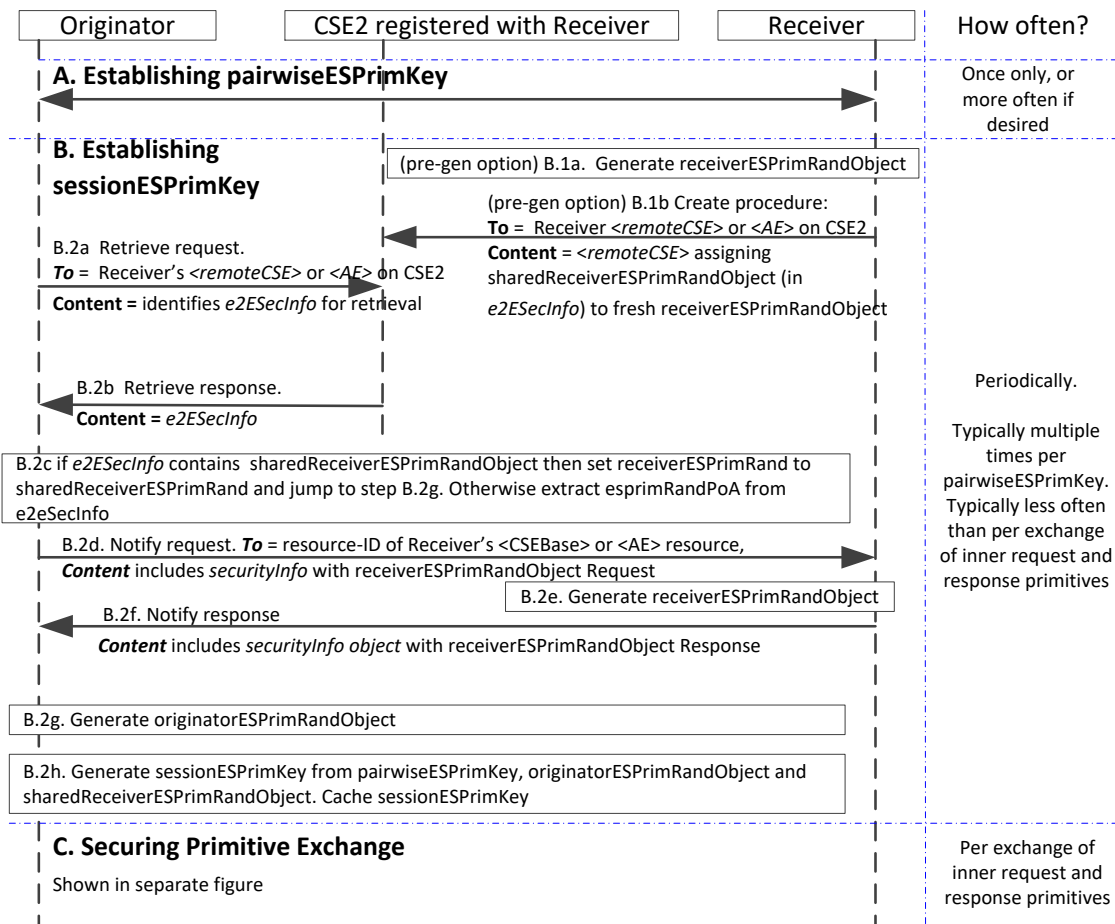 Originator
CSE2 registered with Receiver
Receiver
How often?
A. Establishing pairwiseESPrimKey
Once only, or
more often if
desired
B. Establishing
sessionESPrimKey
(pre-gen option) B.1a. Generate receiverESPrimRandObject
(pre-gen option) B.1b Create procedure:
To = Receiver <remoteCSE> or <AE> on CSE2
Content = <remoteCSE> assigning
sharedReceiverESPrimRandObject (in
e2ESecInfo) to fresh receiverESPrimRandObject
B.2a Retrieve request.
To = Receiver's <remoteCSE> or <AE> on CSE2
Content = identifies e2ESecInfo for retrieval
B.2b Retrieve response.
Content = e2ESecInfo
Periodically.
Typically multiple
times per
pairwiseESPrimKey.
Typically less often
than per exchange
of inner request and
response primitives
B.2c if e2ESecInfo contains sharedReceiverESPrimRandObject then set receiverESPrimRand to
sharedReceiverESPrimRand and jump to step B.2g. Otherwise extract esprimRandPoA from
e2eSecInfo
B.2d. Notify request. To = resource-ID of Receiver's <CSEBase> or <AE> resource,
Content includes securityInfo with receiverESPrimRandObject Request
B.2e. Generate receiverESPrimRandObject
B.2f. Notify response
Content includes securityInfo object with receiverESPrimRandObject Response
B.2g. Generate originatorESPrimRandObject
B.2h. Generate sessionESPrimKey from pairwiseESPrimKey, originatorESPrimRandObject and
sharedReceiverESPrimRandObject. Cache sessionESPrimKey
C. Securing Primitive Exchange
Shown in separate figure
Per exchange of
inner request and
response primitives